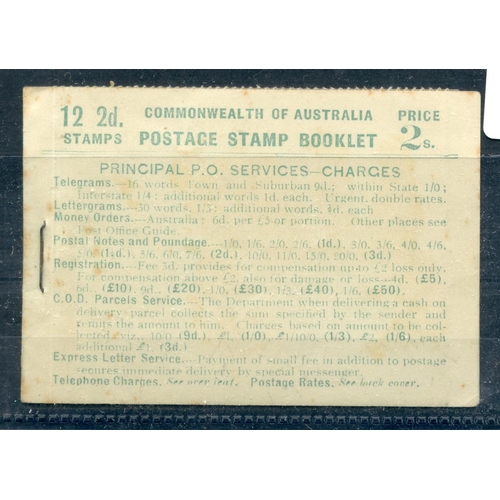 12 2d. COMMONWEALTH OF AUSTRALIA PRICE
STAMPS POSTAGE STAMP BOOKLET 2s.
PRINCIPAL P.O. SERVICES—CHARGES
Telegrams.—16 words Town and Suburban 9d.; within State 1/0;
Interstate 1/4: additional words 1d. each. Urgent, double rates.
Lettergrams.—30 words, 1/3: additional words, ½d. each.
Money Orders.—Australia: 6d. per £5 or portion. Other places see
Post Office Guide.
Postal Notes and Poundage.—1/0, 1/6, 2/0, 2/6, (1d.), 3/0, 3/6, 4/0, 4/6,
5/0 (1½d.), 6/0, 7/6, (2d.), 10/0, 11/0, 15/0, 20/0, (3d.)
Registration.—Fee 3d. provides for compensation up to £2 loss only.
For compensation above £2, also for damage or loss—4d. (£5),
6d. (£10), 9d., (£20), 1/0, (£30), 1/3, (£40), 1/6, (£50)
C.O.D. Parcels Service.—The Department when delivering a cash on
delivery parcel collects the sum specified by the sender and
remits the amount to him. Charges based on amount to be col-
lected, viz., 10/0 (9d.), £1, (1/0), £1/10/0, (1/3), £2, (1/6), each
additional £1, (3d.)
Express Letter Service.—Payment of small fee in addition to postage
secures immediate delivery by special messenger.
Telephone Charges. See over leaf. Postage Rates. See back cover.